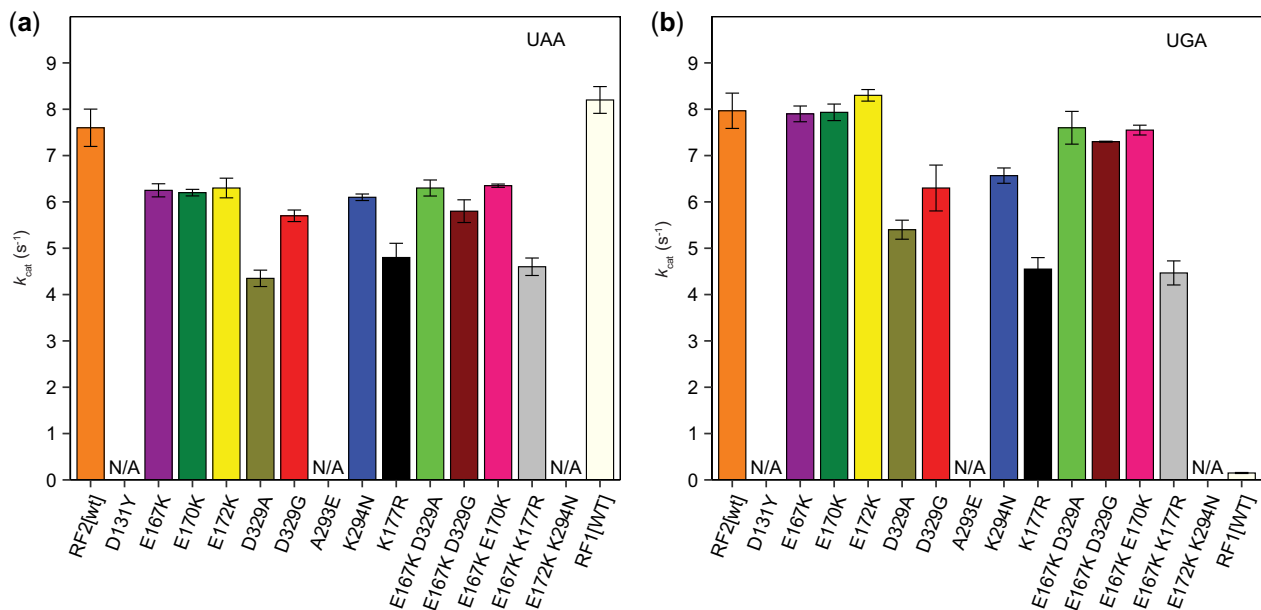 (a)
UAA
9
8
7
6
5
4
3
2
1
0
kcat (s-1)
N/A
N/A
N/A
RF2[wt]
D131Y
E167K
E170K
E172K
D329A
D329G
A293E
K294N
K177R
E167K D329A
E167K D329G
E167K E170K
E167K K177R
E172K K294N
RF1[WT]
(b)
UGA
9
8
7
6
5
4
3
2
1
0
kcat (s-1)
N/A
N/A
N/A
RF2[wt]
D131Y
E167K
E170K
E172K
D329A
D329G
A293E
K294N
K177R
E167K D329A
E167K D329G
E167K E170K
E167K K177R
E172K K294N
RF1[WT]